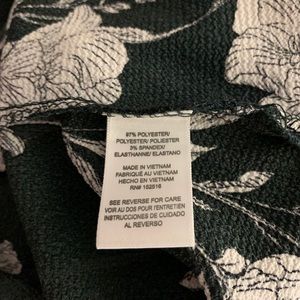 97% POLYESTER/
POLYESTER/ POLIESTER
3% SPANDEX/
ELASTHANNE/ ELASTANO
MADE IN VIETNAM
FABRIQUÉ AU VIETNAM
HECHO EN VIETNAM
RN# 152516
SEE REVERSE FOR CARE
VOIR AU DOS POUR L'ENTRETIEN
INSTRUCCIONES DE CUIDADO
AL REVERSO